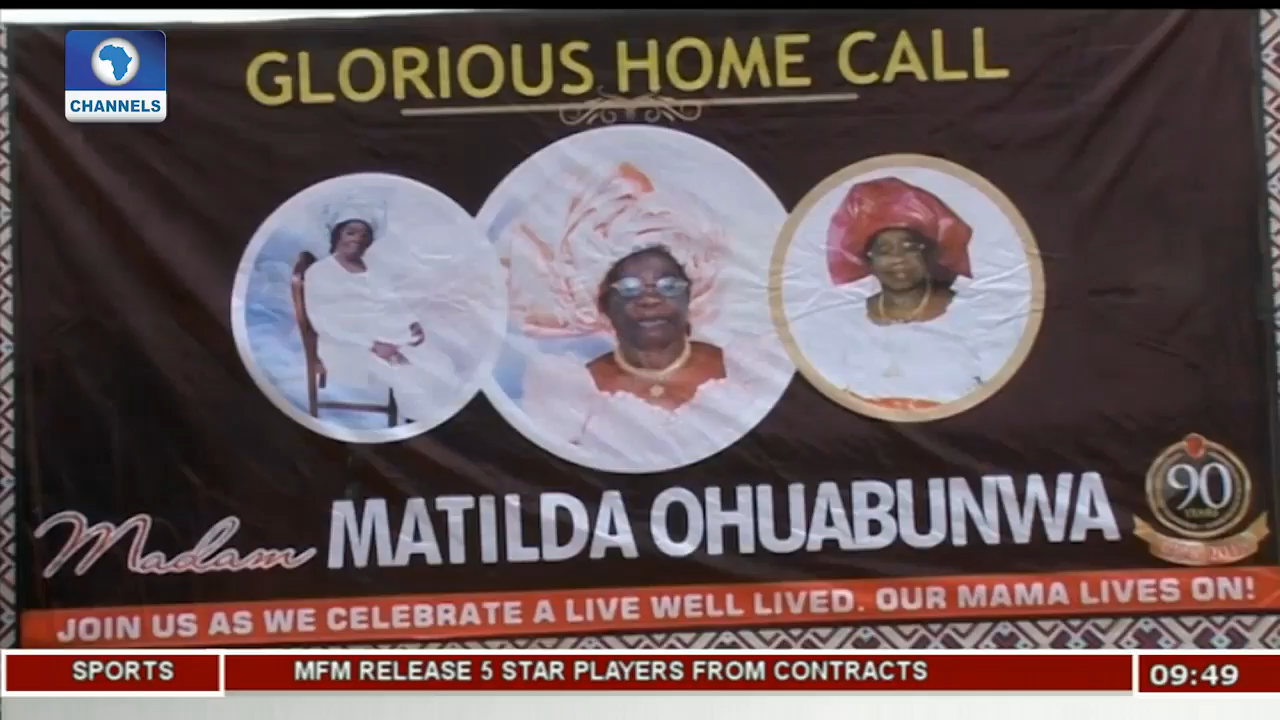 CHANNELS
GLORIOUS HOME CALL
Madam MATILDA OHUABUNWA
90
YEARS
JOIN US AS WE CELEBRATE A LIVE WELL LIVED. OUR MAMA LIVES ON!
SPORTS
MFM RELEASE 5 STAR PLAYERS FROM CONTRACTS
09:49